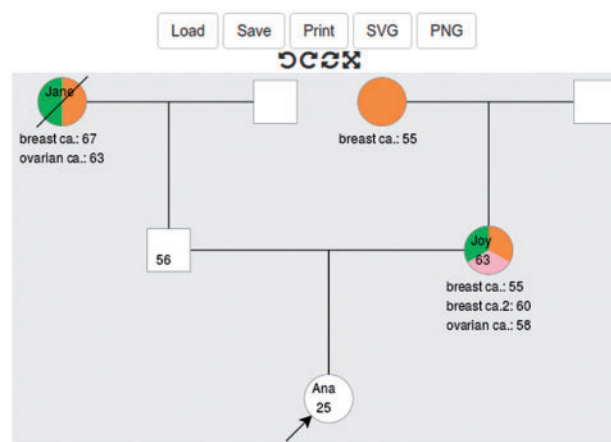 Load Save Print SVG PNG
Jane
breast ca.: 67
ovarian ca.: 63
breast ca.: 55
56
Joy
63
breast ca.: 55
breast ca.2: 60
ovarian ca.: 58
Ana
25